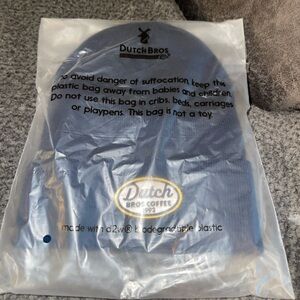 DUTCH BROS
To avoid danger of suffocation, keep this
plastic bag away from babies and children.
Do not use this bag in cribs, beds, carriages
or playpens. This bag is not a toy.
Dutch
BROS COFFEE
made with d2w® biodegradable plastic